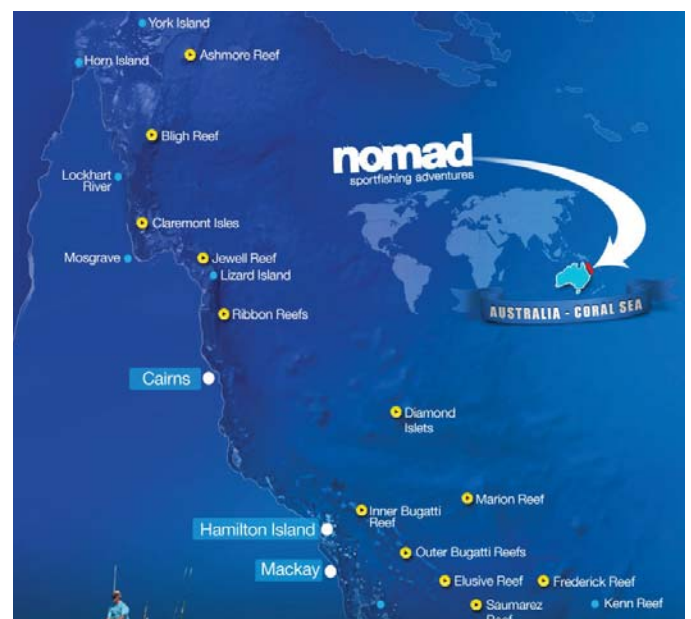 York Island
Ashmore Reef
Horn Island
Bligh Reef
nomad
sportfishing adventures
Lockhart
River
Claremont Isles
Mosgrave
Jewell Reef
Lizard Island
Ribbon Reefs
AUSTRALIA - CORAL SEA
Cairns
Diamond
Islets
Marion Reef
Inner Bugatti
Reef
Hamilton Island
Outer Bugatti Reefs
Mackay
Elusive Reef
Frederick Reef
Saumarez
Reef
Kenn Reef